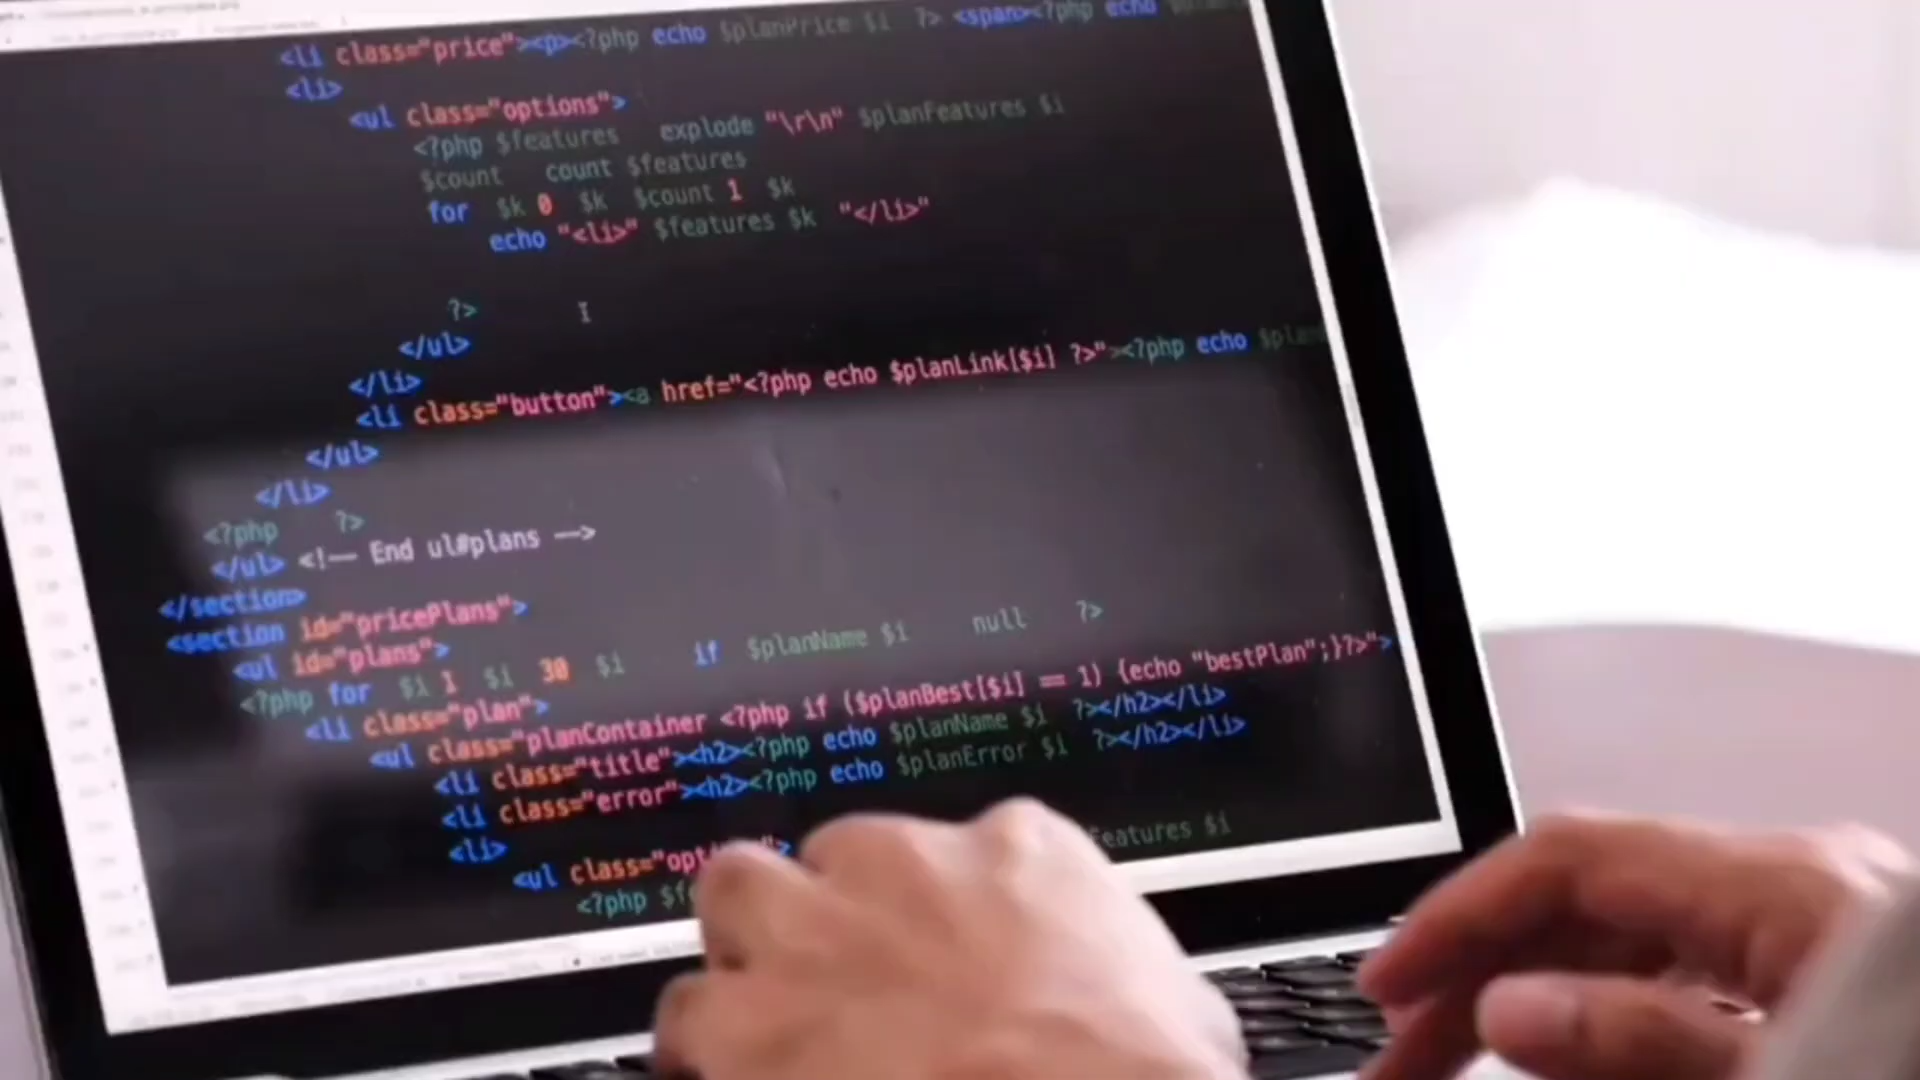 <li class="price"><p><?php echo $planPrice $i ?> <span><?php echo
<li>
<ul class="options">
<?php $features explode "\r\n" $planFeatures $i
$count count $features
for $k 0 $k $count 1 $k
echo "<li>" $features $k "</li>"
?>
</ul>
</li>
<li class="button"><a href="<?php echo $planLink[$i] ?>"><?php echo $plan
</ul>
</li>
<?php ?>
</ul> <!-- End ul#plans -->
</section>
<section id="pricePlans">
<ul id="plans">
<?php for $i 1 $i 30 $i if $planName $i null ?>
<li class="plan">
<ul class="planContainer <?php if ($planBest[$i] == 1) {echo "bestPlan";}?>">
<li class="title"><h2><?php echo $planName $i ?></h2></li>
<li class="error"><h2><?php echo $planError $i ?></h2></li>
<li>
<ul class="opt
<?php $fe Features $i